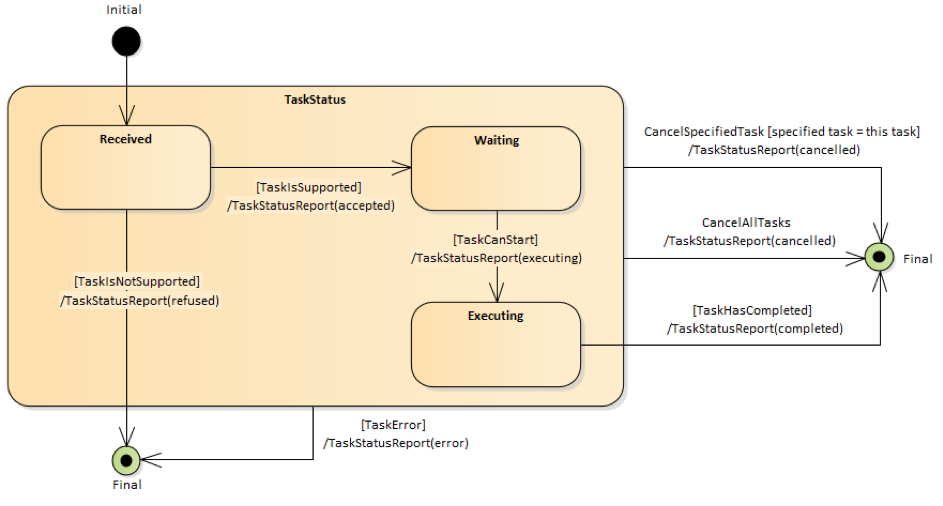 Initial
TaskStatus
Received
Waiting
CancelSpecifiedTask [specified task = this task]
/TaskStatusReport(cancelled)
[TaskIsSupported]
/TaskStatusReport(accepted)
CancelAllTasks
/TaskStatusReport(cancelled)
[TaskCanStart]
/TaskStatusReport(executing)
Final
[TaskIsNotSupported]
/TaskStatusReport(refused)
Executing
[TaskHasCompleted]
/TaskStatusReport(completed)
[TaskError]
/TaskStatusReport(error)
Final